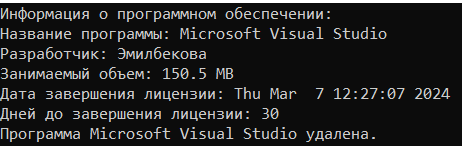 Информация о программном обеспечении:
Название программы: Microsoft Visual Studio
Разработчик: Эмилбекова
Занимаемый объем: 150.5 MB
Дата завершения лицензии: Thu Mar  7 12:27:07 2024
Дней до завершения лицензии: 30
Программа Microsoft Visual Studio удалена.